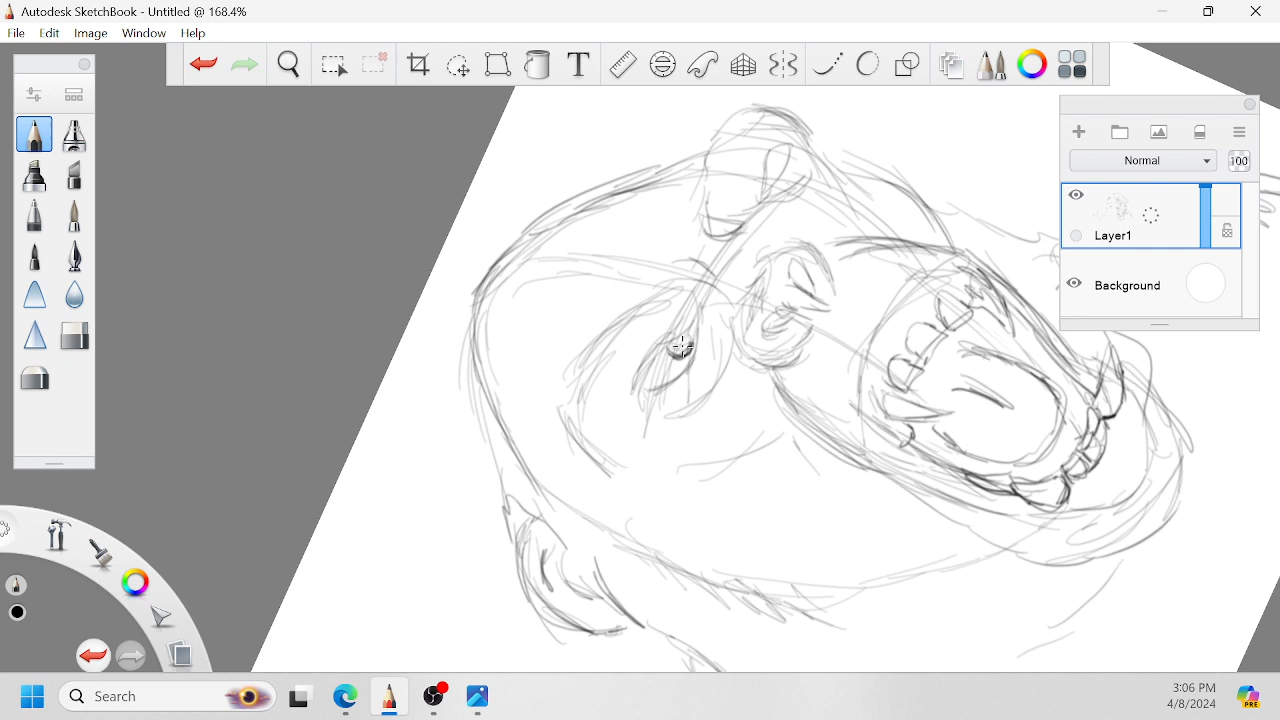 Autodesk SketchBook - Untitled @ 168.4%
File Edit Image Window Help
T
Normal 100
Layer1
Background
Search
3:06 PM
4/8/2024
PRE